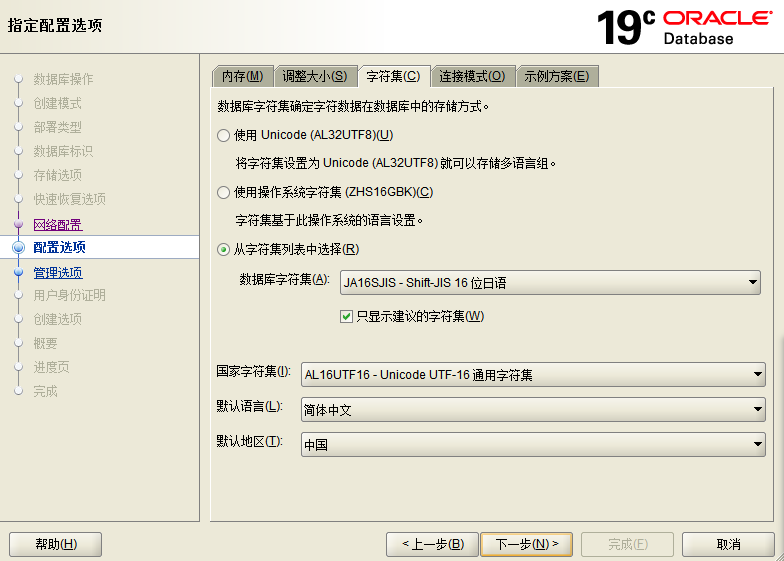 指定配置选项
19c ORACLE
Database
数据库操作
创建模式
部署类型
数据库标识
存储选项
快速恢复选项
网络配置
配置选项
管理选项
用户身份证明
创建选项
概要
进度页
完成
内存(M) 调整大小(S) 字符集(C) 连接模式(O) 示例方案(E)
数据库字符集确定字符数据在数据库中的存储方式。
使用 Unicode (AL32UTF8)(U)
将字符集设置为 Unicode (AL32UTF8) 就可以存储多语言组。
使用操作系统字符集 (ZHS16GBK)(C)
字符集基于此操作系统的语言设置。
从字符集列表中选择(R)
数据库字符集(A): JA16SJIS - Shift-JIS 16 位日语
只显示建议的字符集(W)
国家字符集(I): AL16UTF16 - Unicode UTF-16 通用字符集
默认语言(L): 简体中文
默认地区(T): 中国
帮助(H) < 上一步(B) 下一步(N) > 完成(F) 取消